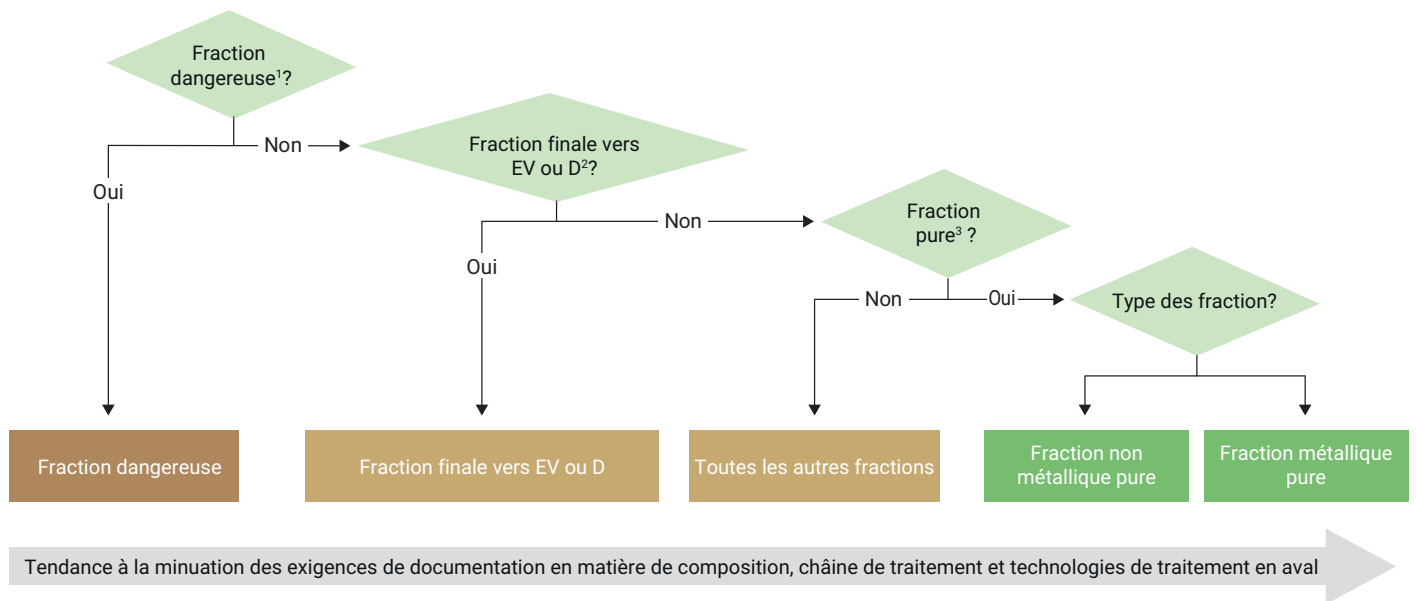 Fraction
dangereuse¹?
Non
Fraction finale vers
EV ou D²?
Oui
Non
Fraction
pure³ ?
Oui
Non
Oui
Type des fraction?
Fraction dangereuse
Fraction finale vers EV ou D
Toutes les autres fractions
Fraction non
métallique pure
Fraction métallique
pure
Tendance à la minuation des exigences de documentation en matière de composition, châine de traitement et technologies de traitement en aval